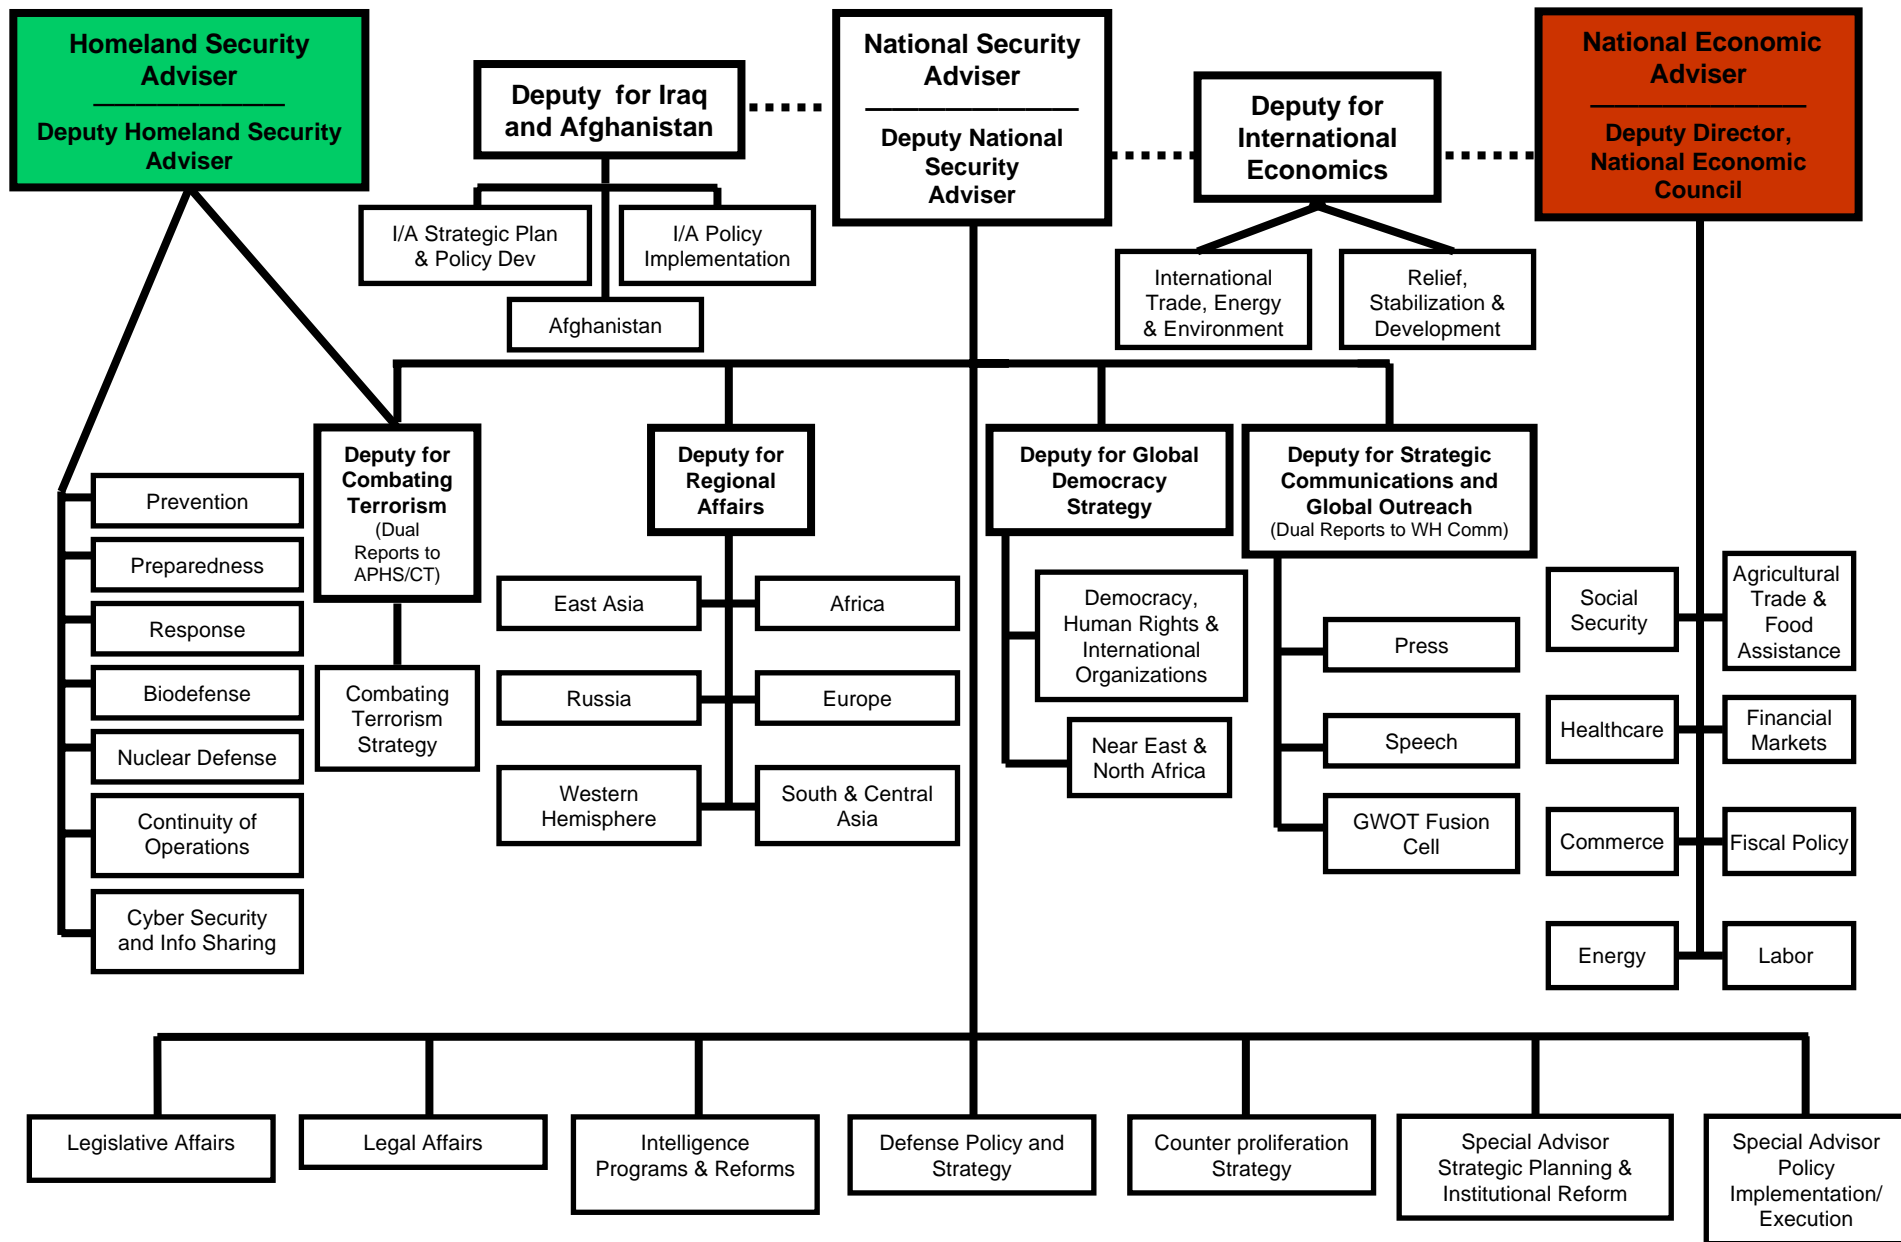 Homeland Security
Adviser
Deputy Homeland Security
Adviser
Deputy for Iraq
and Afghanistan
National Security
Adviser
Deputy National
Security
Adviser
Deputy for
International
Economics
National Economic
Adviser
Deputy Director,
National Economic
Council
I/A Strategic Plan
& Policy Dev
I/A Policy
Implementation
Afghanistan
International
Trade, Energy
& Environment
Relief,
Stabilization &
Development
Deputy for
Combating
Terrorism
(Dual
Reports to
APHS/CT)
Deputy for
Regional
Affairs
Deputy for Global
Democracy
Strategy
Deputy for Strategic
Communications and
Global Outreach
(Dual Reports to WH Comm)
Prevention
Preparedness
Response
Biodefense
Nuclear Defense
Continuity of
Operations
Cyber Security
and Info Sharing
Combating
Terrorism
Strategy
East Asia
Africa
Russia
Europe
Western
Hemisphere
South & Central
Asia
Democracy,
Human Rights &
International
Organizations
Near East &
North Africa
Press
Speech
GWOT Fusion
Cell
Social
Security
Agricultural
Trade &
Food
Assistance
Healthcare
Financial
Markets
Commerce
Fiscal Policy
Energy
Labor
Legislative Affairs
Legal Affairs
Intelligence
Programs & Reforms
Defense Policy and
Strategy
Counter proliferation
Strategy
Special Advisor
Strategic Planning &
Institutional Reform
Special Advisor
Policy
Implementation/
Execution